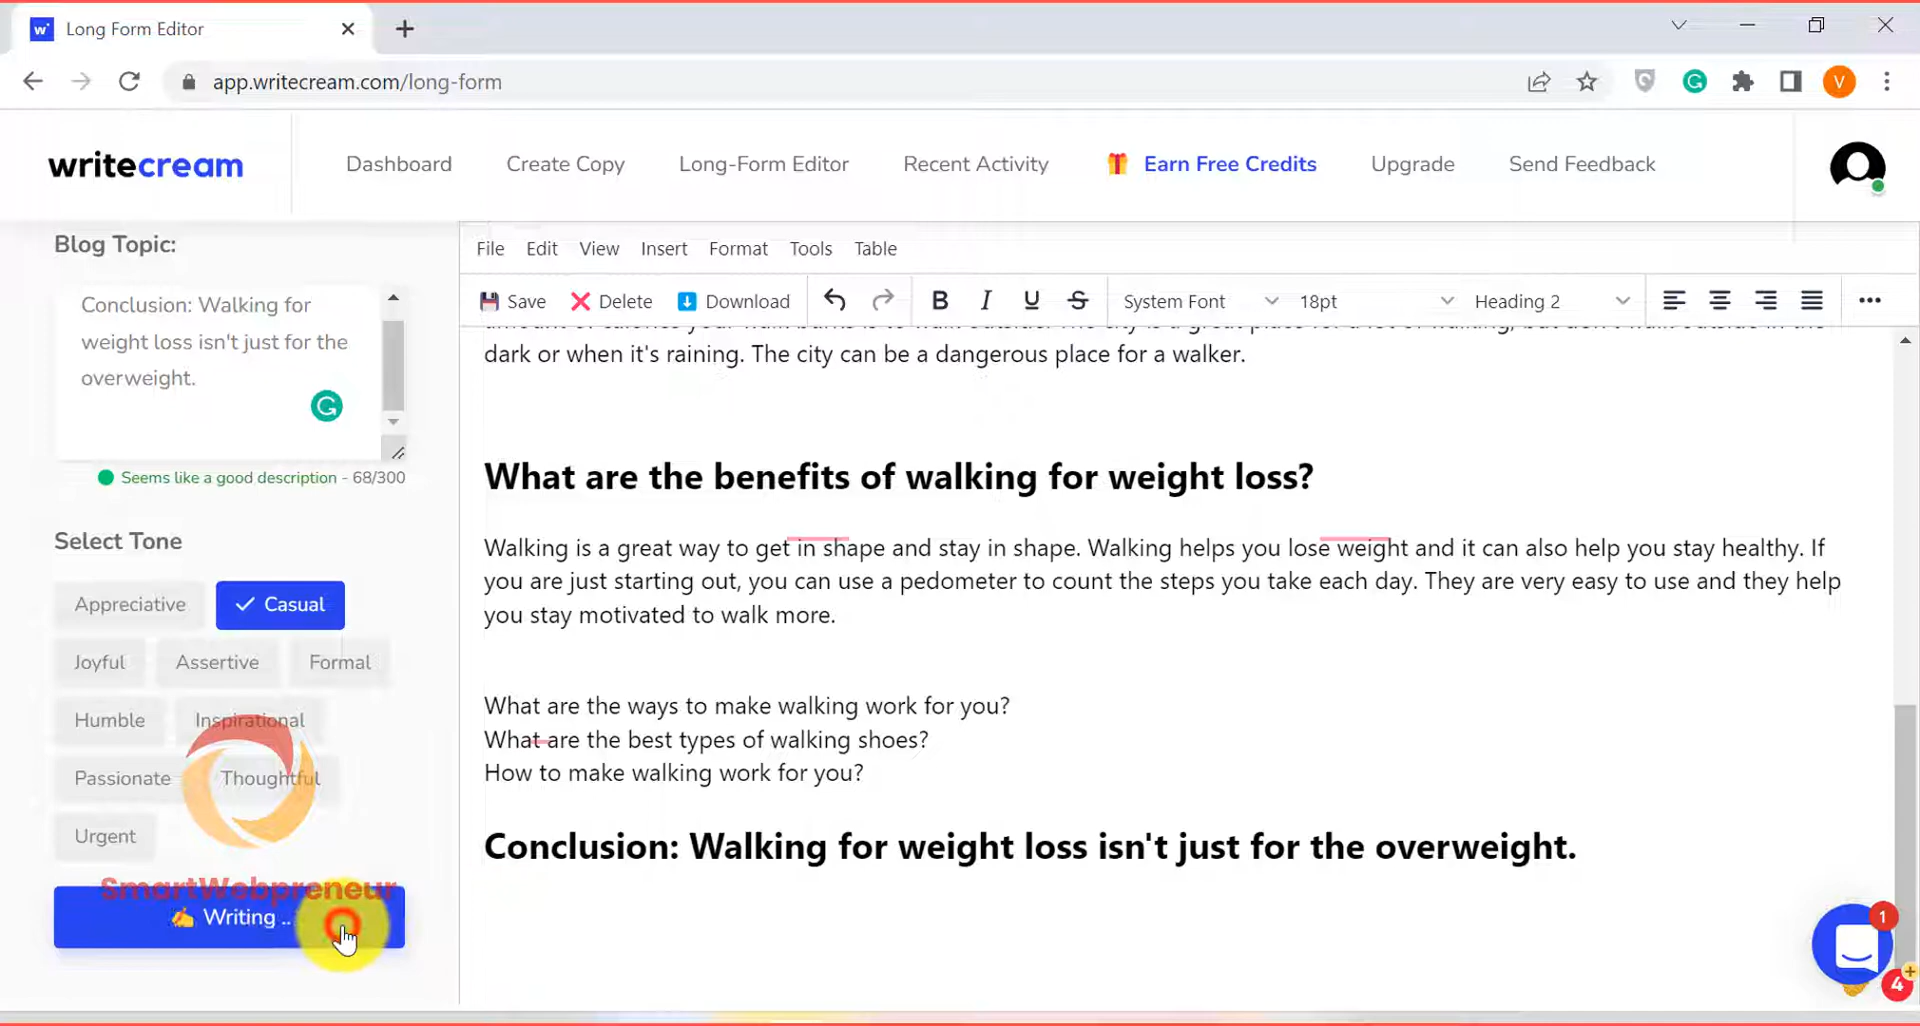 Long Form Editor
app.writecream.com/long-form
V
writecream
Dashboard
Create Copy
Long-Form Editor
Recent Activity
Earn Free Credits
Upgrade
Send Feedback
Blog Topic:
Conclusion: Walking for
weight loss isn't just for the
overweight.
Seems like a good description - 68/300
Select Tone
Appreciative
Casual
Joyful
Assertive
Formal
Humble
Inspirational
Passionate
Thoughtful
Urgent
SmartWebpreneur
Writing ..
File
Edit
View
Insert
Format
Tools
Table
Save
Delete
Download
B
I
U
S
System Font
18pt
Heading 2
dark or when it's raining. The city can be a dangerous place for a walker.
What are the benefits of walking for weight loss?
Walking is a great way to get in shape and stay in shape. Walking helps you lose weight and it can also help you stay healthy. If
you are just starting out, you can use a pedometer to count the steps you take each day. They are very easy to use and they help
you stay motivated to walk more.
What are the ways to make walking work for you?
What are the best types of walking shoes?
How to make walking work for you?
Conclusion: Walking for weight loss isn't just for the overweight.
1
4